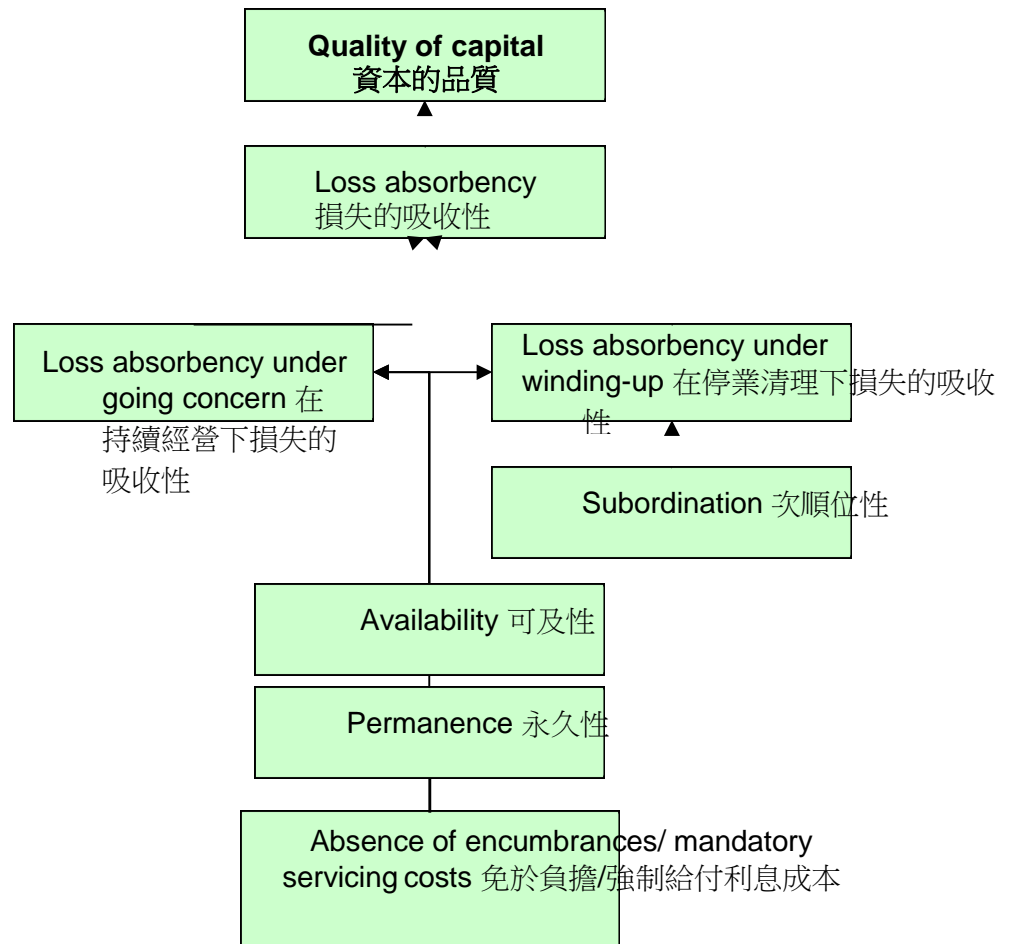 Quality of capital
資本的品質
Loss absorbency
損失的吸收性
Loss absorbency under
going concern 在
持續經營下損失的
吸收性
Loss absorbency under
winding-up 在停業清理下損失的吸收
性
Subordination 次順位性
Availability 可及性
Permanence 永久性
Absence of encumbrances/ mandatory
servicing costs 免於負擔/強制給付利息成本